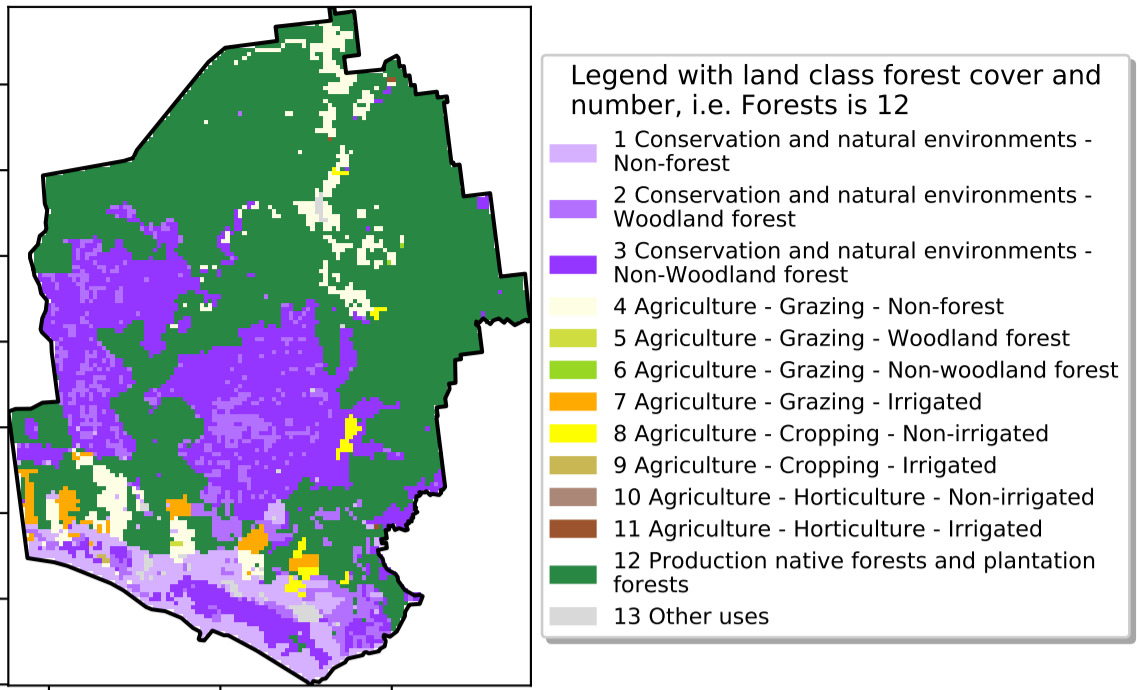 Legend with land class forest cover and
number, i.e. Forests is 12
1 Conservation and natural environments -
Non-forest
2 Conservation and natural environments -
Woodland forest
3 Conservation and natural environments -
Non-Woodland forest
4 Agriculture - Grazing - Non-forest
5 Agriculture - Grazing - Woodland forest
6 Agriculture - Grazing - Non-woodland forest
7 Agriculture - Grazing - Irrigated
8 Agriculture - Cropping - Non-irrigated
9 Agriculture - Cropping - Irrigated
10 Agriculture - Horticulture - Non-irrigated
11 Agriculture - Horticulture - Irrigated
12 Production native forests and plantation
forests
13 Other uses